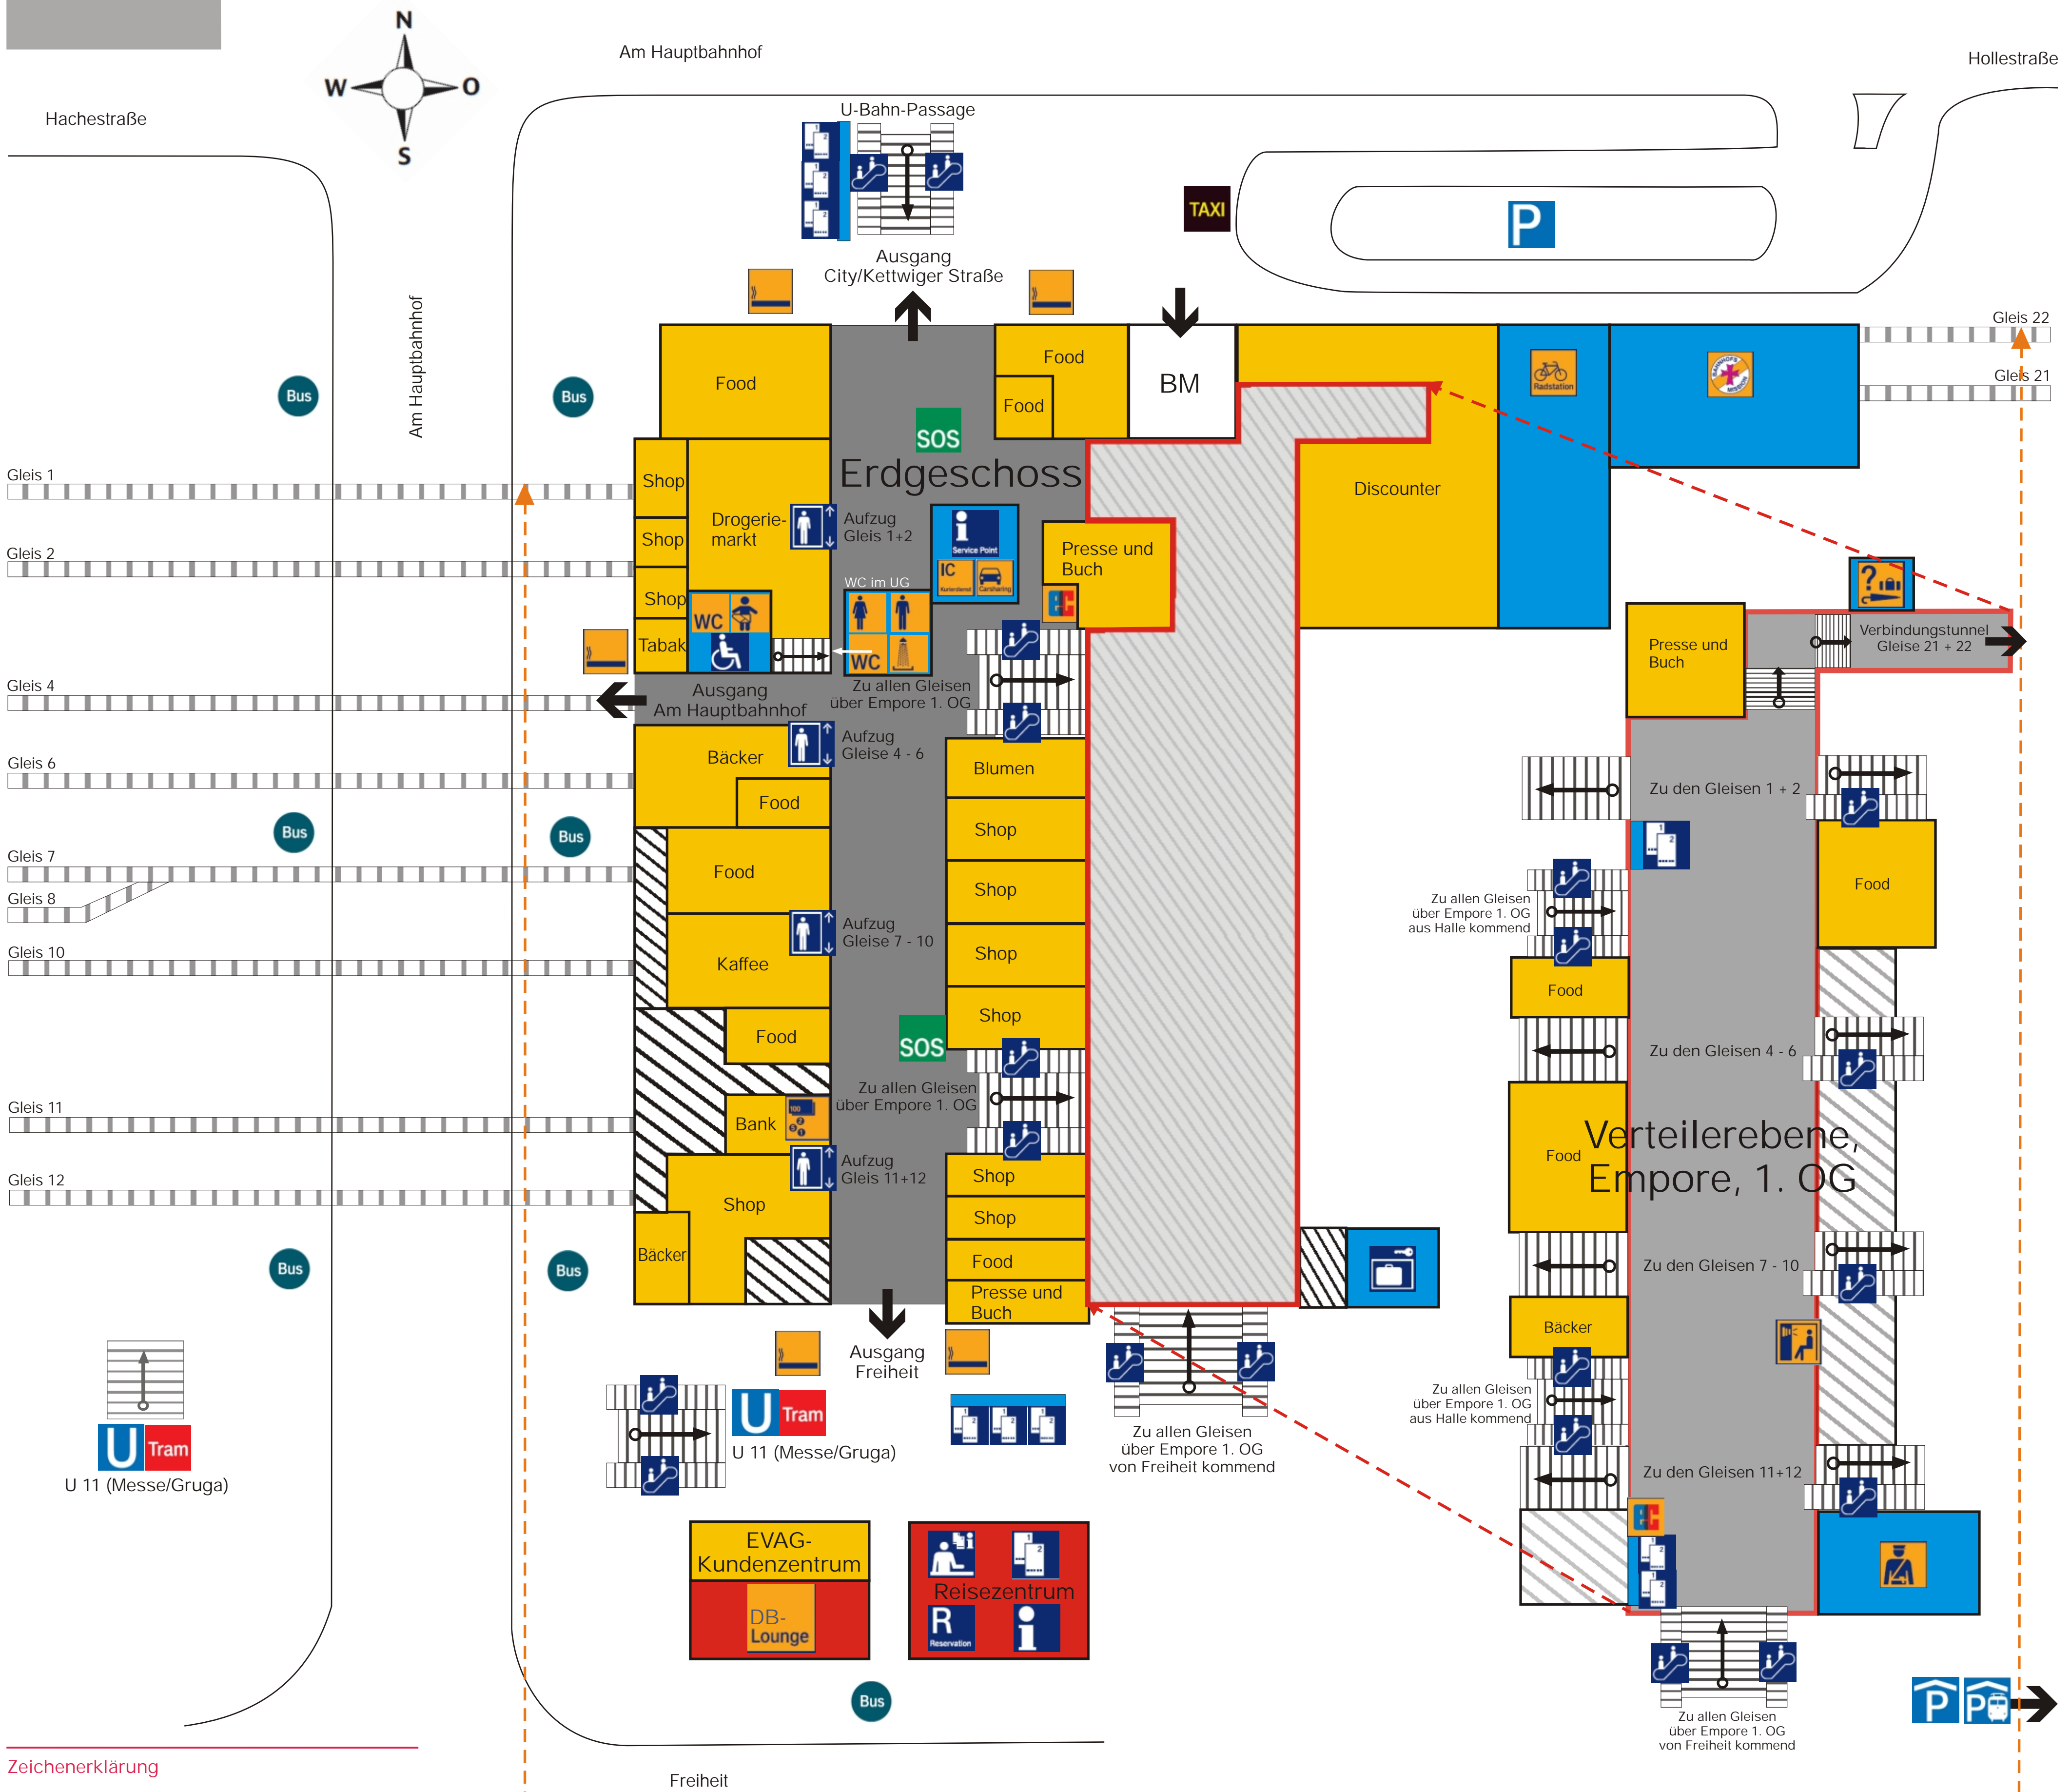 N
W
O
S
Am Hauptbahnhof
Hollestraße
Hachestraße
U-Bahn-Passage
TAXI
P
Ausgang
City/Kettwiger Straße
Am Hauptbahnhof
Gleis 22
Gleis 21
Bus
Bus
Food
Food
Food
BM
Radstation
BAHNHOFS
MISSION
SOS
Erdgeschoss
Gleis 1
Gleis 2
Gleis 4
Gleis 6
Gleis 7
Gleis 8
Gleis 10
Gleis 11
Gleis 12
Shop
Shop
Shop
Tabak
Drogerie-
markt
Aufzug
Gleis 1+2
i
Service Point
IC
Kurierdienst
Carsharing
Presse und
Buch
ec
Discounter
WC im UG
WC
WC
Ausgang
Am Hauptbahnhof
Zu allen Gleisen
über Empore 1. OG
Bäcker
Food
Aufzug
Gleise 4 - 6
Blumen
Shop
Shop
Shop
Shop
Bus
Bus
Food
Kaffee
Aufzug
Gleise 7 - 10
Food
SOS
Zu allen Gleisen
über Empore 1. OG
Bank
100
Aufzug
Gleis 11+12
Shop
Bäcker
Shop
Shop
Food
Presse und
Buch
Bus
Bus
Ausgang
Freiheit
U Tram
U 11 (Messe/Gruga)
U Tram
U 11 (Messe/Gruga)
Zu allen Gleisen
über Empore 1. OG
von Freiheit kommend
EVAG-
Kundenzentrum
DB-
Lounge
Reisezentrum
R
Reservation
i
Bus
?
Presse und
Buch
Verbindungstunnel
Gleise 21 + 22
Zu den Gleisen 1 + 2
Food
Zu allen Gleisen
über Empore 1. OG
aus Halle kommend
Food
Zu den Gleisen 4 - 6
Food
Verteilerebene,
Empore, 1. OG
Zu den Gleisen 7 - 10
Bäcker
Zu allen Gleisen
über Empore 1. OG
aus Halle kommend
Zu den Gleisen 11+12
ec
Zu allen Gleisen
über Empore 1. OG
von Freiheit kommend
P P
Zeichenerklärung
Freiheit